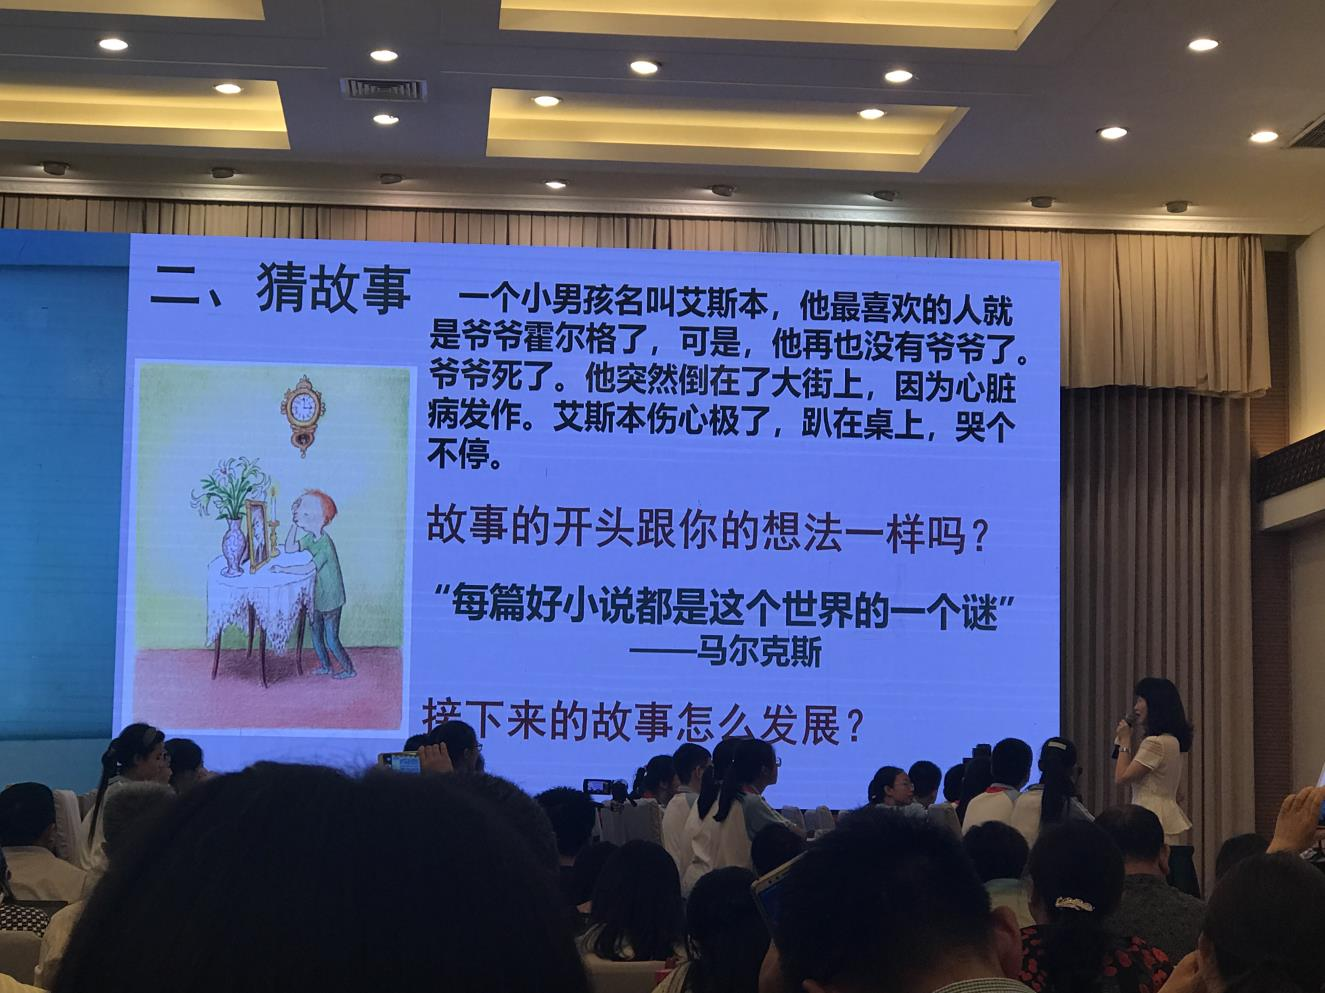 二、猜故事
一个小男孩名叫艾斯本，他最喜欢的人就
是爷爷霍尔格了，可是，他再也没有爷爷了。
爷爷死了。他突然倒在了大街上，因为心脏
病发作。艾斯本伤心极了，趴在桌上，哭个
不停。
故事的开头跟你的想法一样吗？
“每篇好小说都是这个世界的一个谜”
——马尔克斯
接下来的故事怎么发展？